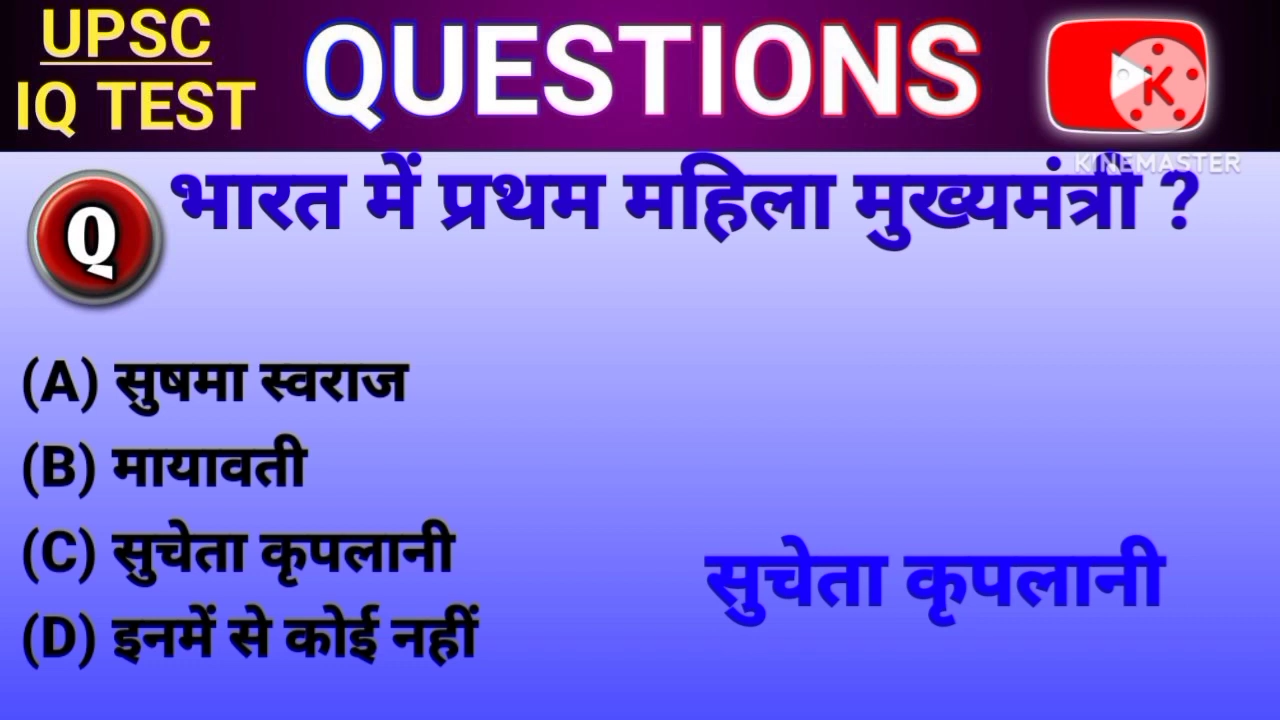 UPSC
IQ TEST
QUESTIONS
K
KINEMASTER
Q
भारत में प्रथम महिला मुख्यमंत्री ?
(A) सुषमा स्वराज
(B) मायावती
(C) सुचेता कृपलानी
सुचेता कृपलानी
(D) इनमें से कोई नहीं